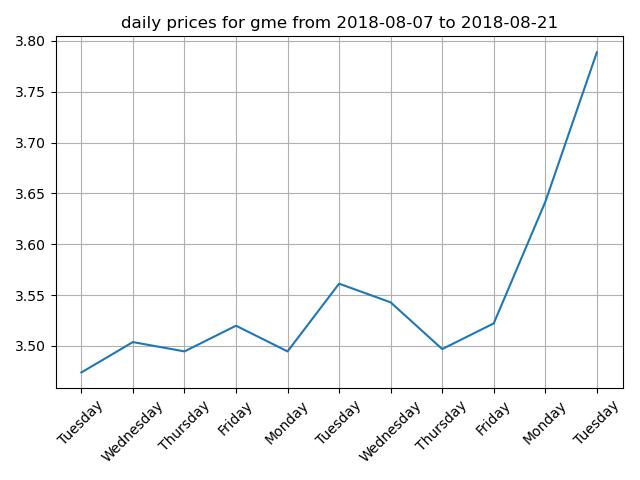 daily prices for gme from 2018-08-07 to 2018-08-21
3.80
3.75
3.70
3.65
3.60
3.55
3.50
Tuesday
Wednesday
Thursday
Friday
Monday
Tuesday
Wednesday
Thursday
Friday
Monday
Tuesday